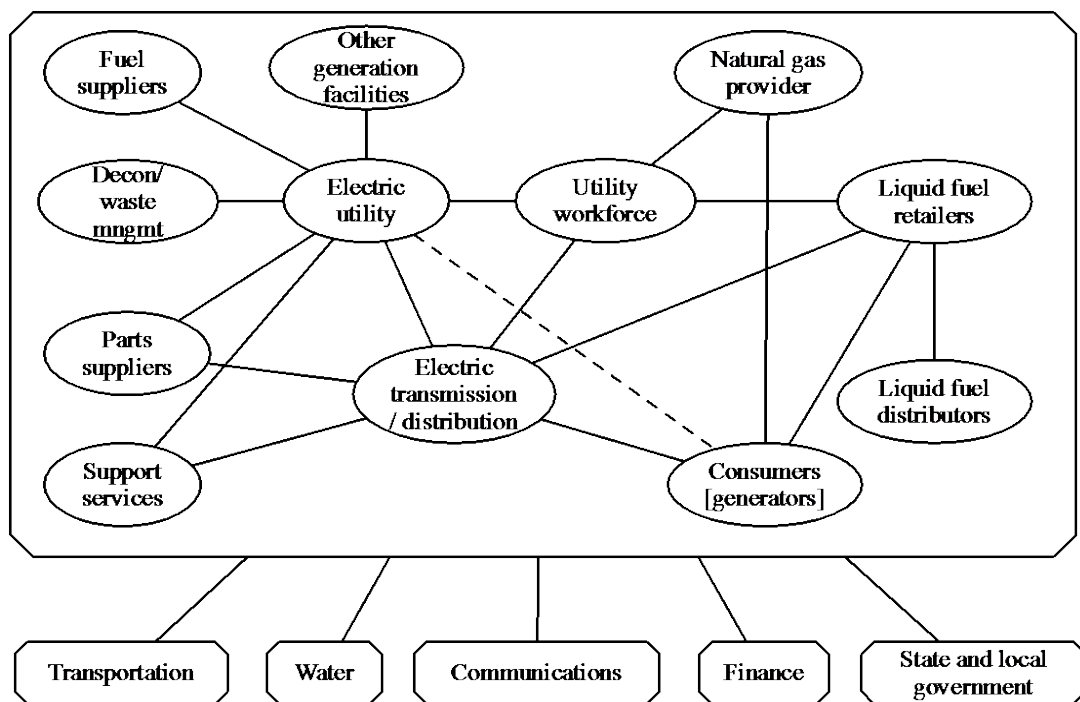 Fuel
suppliers
Other
generation
facilities
Natural gas
provider
Decon/
waste
mngmt
Electric
utility
Utility
workforce
Liquid fuel
retailers
Parts
suppliers
Electric
transmission
/ distribution
Liquid fuel
distributors
Support
services
Consumers
[generators]
Transportation
Water
Communications
Finance
State and local
government